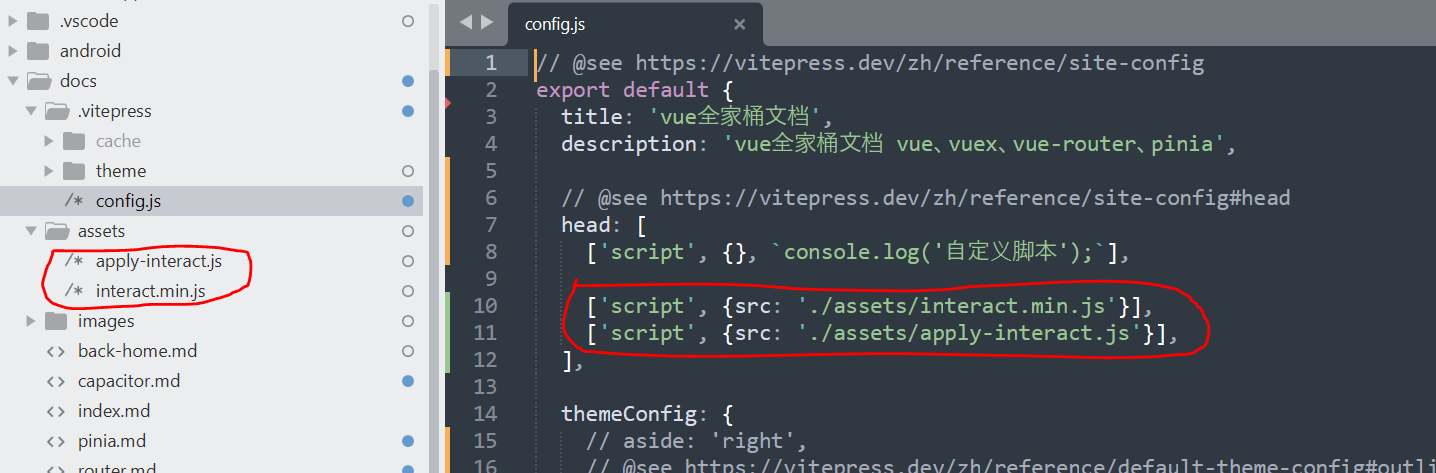 .vscode
android
docs
.vitepress
cache
theme
/* config.js
assets
/* apply-interact.js
/* interact.min.js
images
<> back-home.md
<> capacitor.md
<> index.md
<> pinia.md
<> router.md
config.js ×
1 // @see https://vitepress.dev/zh/reference/site-config
2 export default {
3 title: 'vue全家桶文档',
4 description: 'vue全家桶文档 vue、vuex、vue-router、pinia',
5
6 // @see https://vitepress.dev/zh/reference/site-config#head
7 head: [
8 ['script', {}, `console.log('自定义脚本');`],
9
10 ['script', {src: './assets/interact.min.js'}],
11 ['script', {src: './assets/apply-interact.js'}],
12 ],
13
14 themeConfig: {
15 // aside: 'right',
16 // @see https://vitepress.dev/zh/reference/default-theme-config#outli